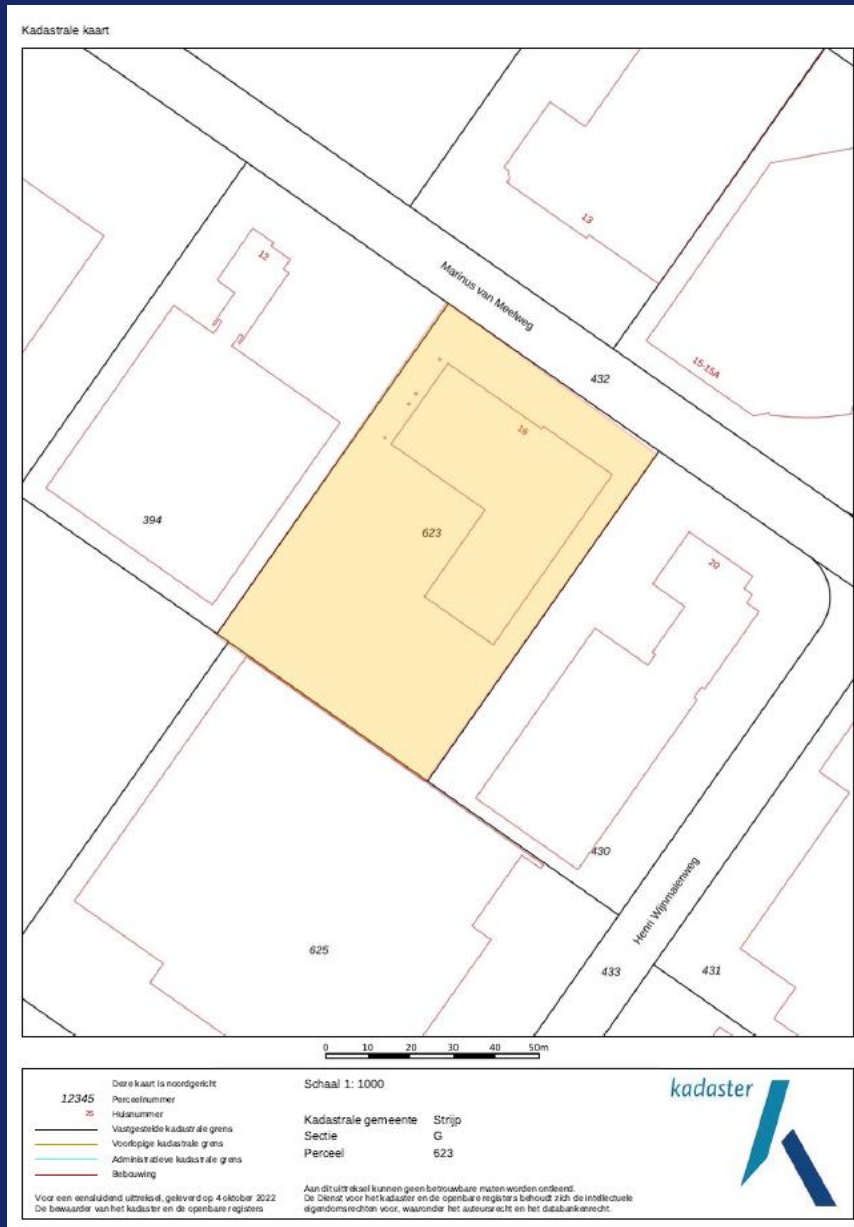 Kadastrale kaart
12
13
Marinus van Meelweg
15-15A
432
16
394
623
20
430
Henri Wijnmalenweg
625
433
431
0 10 20 30 40 50m
Deze kaart is noordgericht
12345 Perceelnummer
25 Huisnummer
Vastgestelde kadastrale grens
Voorlopige kadastrale grens
Administratieve kadastrale grens
Bebouwing
Voor een eensluidend uittreksel, geleverd op 4 oktober 2022
De bewaarder van het kadaster en de openbare registers
Schaal 1: 1000
Kadastrale gemeente Strijp
Sectie G
Perceel 623
Aan dit uittreksel kunnen geen betrouwbare maten worden ontleend.
De Dienst voor het kadaster en de openbare registers behoudt zich de intellectuele
eigendomsrechten voor, waaronder het auteursrecht en het databankenrecht.
kadaster